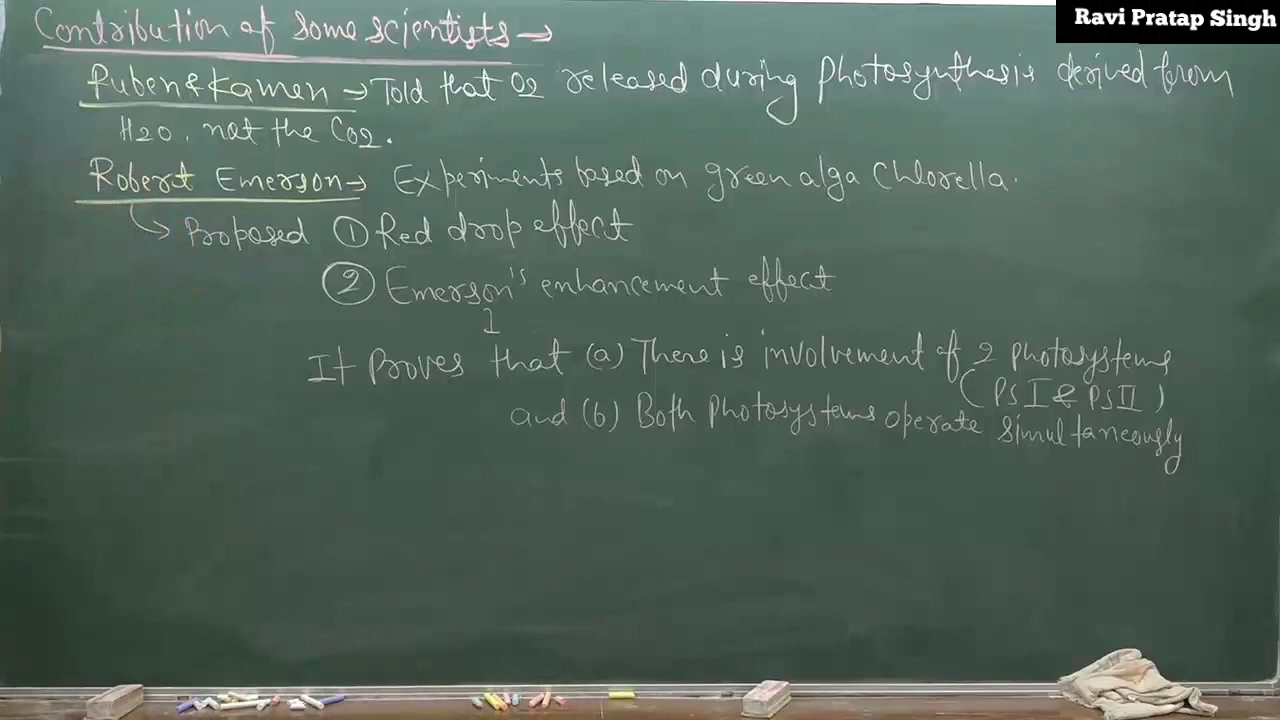 Ravi Pratap Singh
Contribution of some scientists →
Ruben & Kamen → Told that O2 released during photosynthesis derived from
H2O, not the CO2.
Robert Emerson → Experiments based on green alga Chlorella.
↳ Proposed ① Red drop effect
② Emerson's enhancement effect
It proves that (a) There is involvement of 2 photosystems
(PS I & PS II)
and (b) Both photosystems operate simultaneously